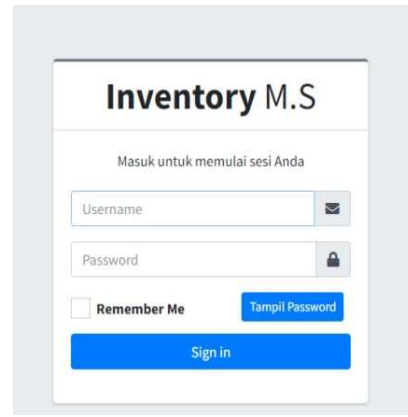 Inventory M.S
Masuk untuk memulai sesi Anda
Username
Password
Remember Me
Tampil Password
Sign in